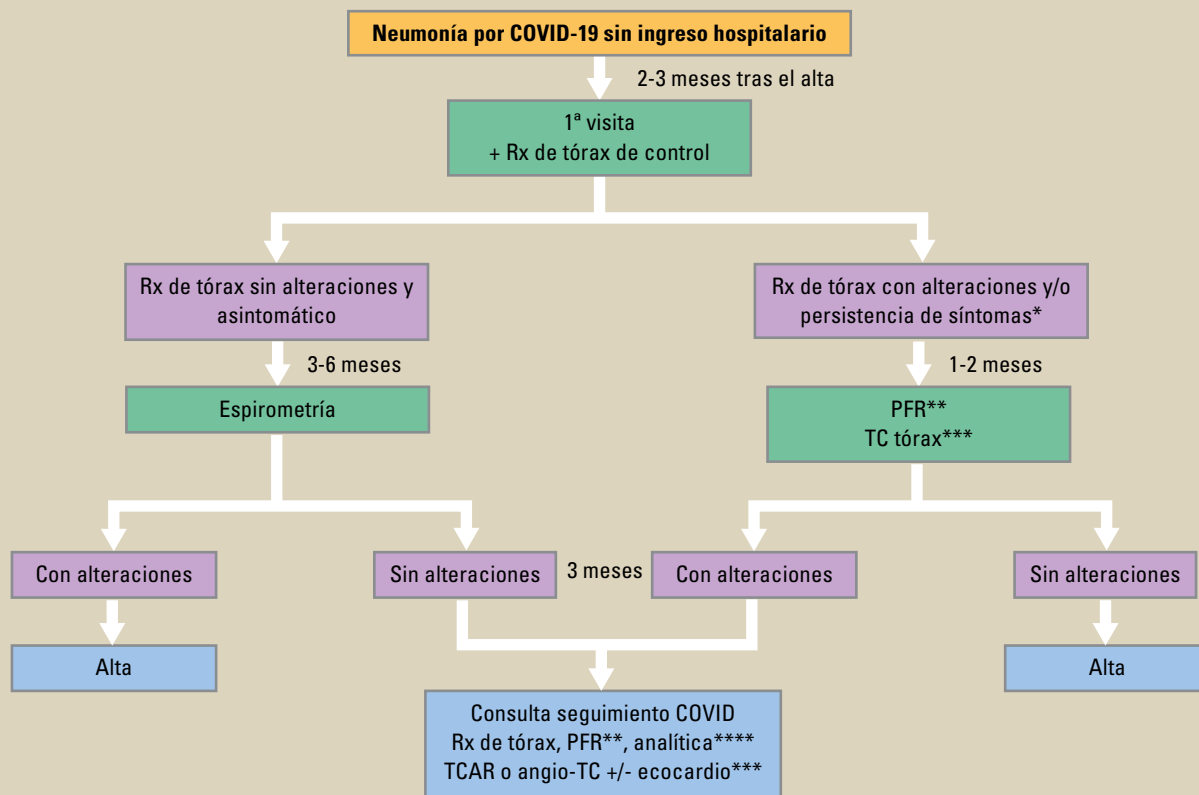 Neumonía por COVID-19 sin ingreso hospitalario
2-3 meses tras el alta
1ª visita
+ Rx de tórax de control
Rx de tórax sin alteraciones y
asintomático
Rx de tórax con alteraciones y/o
persistencia de síntomas*
3-6 meses
1-2 meses
Espirometría
PFR**
TC tórax***
Con alteraciones
Sin alteraciones
3 meses
Con alteraciones
Sin alteraciones
Alta
Alta
Consulta seguimiento COVID
Rx de tórax, PFR**, analítica****
TCAR o angio-TC +/- ecocardio***